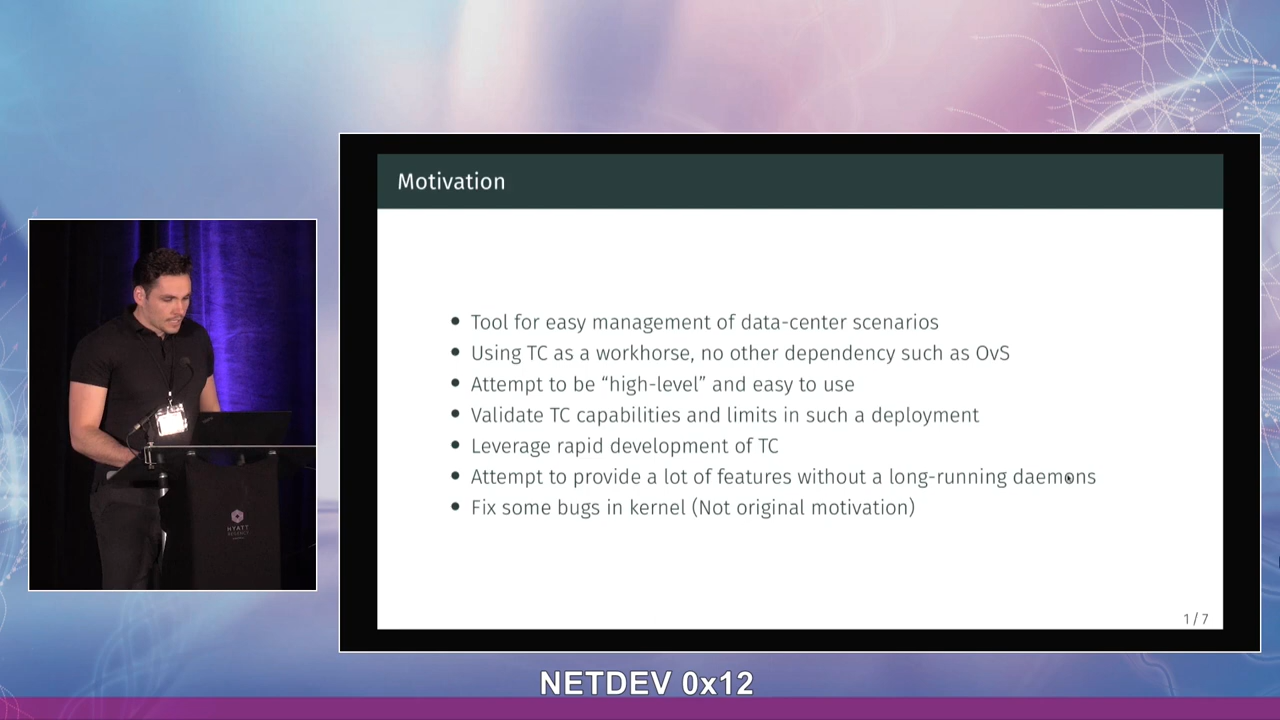 Motivation
• Tool for easy management of data-center scenarios
• Using TC as a workhorse, no other dependency such as OvS
• Attempt to be “high-level” and easy to use
• Validate TC capabilities and limits in such a deployment
• Leverage rapid development of TC
• Attempt to provide a lot of features without a long-running daemons
• Fix some bugs in kernel (Not original motivation)
1 / 7
HYATT
REGENCY
NETDEV 0x12